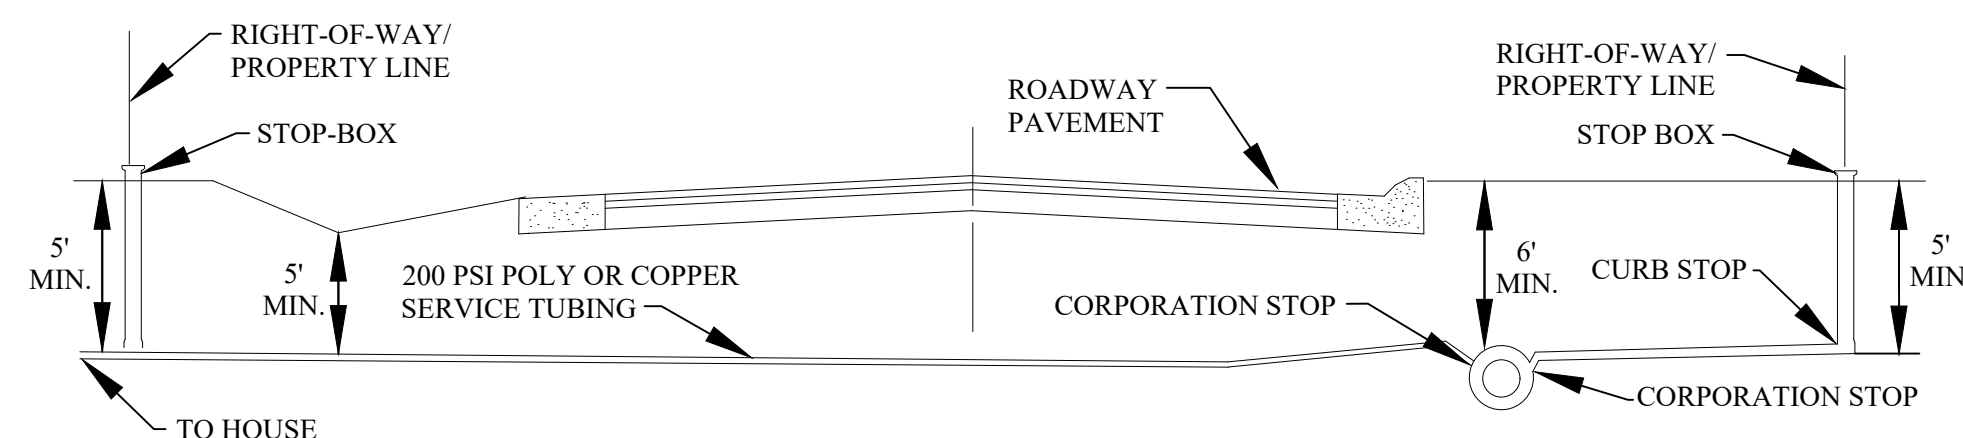 RIGHT-OF-WAY/
PROPERTY LINE
STOP-BOX
ROADWAY
PAVEMENT
RIGHT-OF-WAY/
PROPERTY LINE
STOP BOX
5'
MIN.
5'
MIN.
200 PSI POLY OR COPPER
SERVICE TUBING
CORPORATION STOP
6'
MIN.
CURB STOP
5'
MIN
CORPORATION STOP
TO HOUSE